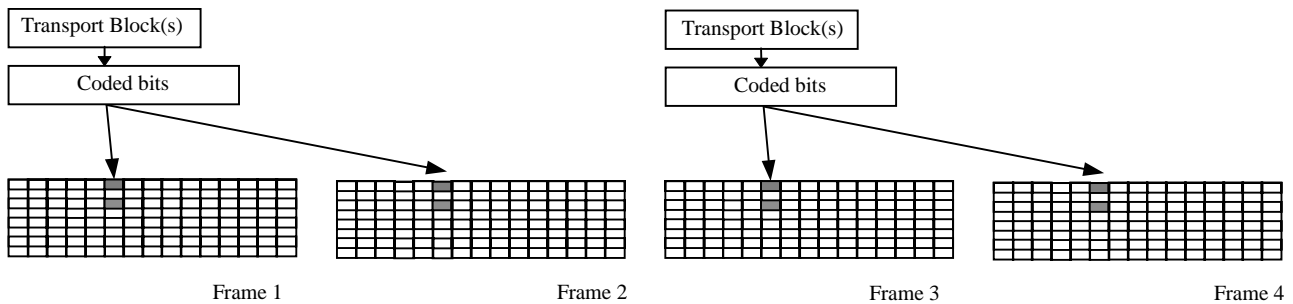 Transport Block(s)
Coded bits
Transport Block(s)
Coded bits
Frame 1
Frame 2
Frame 3
Frame 4